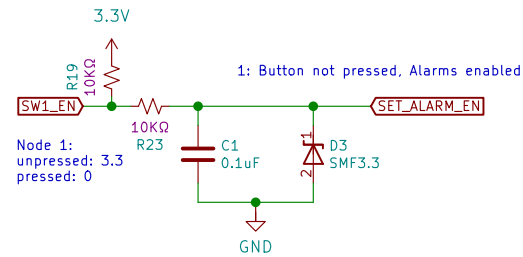 3.3V
R19
10KΩ
1: Button not pressed, Alarms enabled
SW1_EN
SET_ALARM_EN
10KΩ
R23
Node 1:
unpressed: 3.3
pressed: 0
C1
0.1uF
1
D3
SMF3.3
2
GND